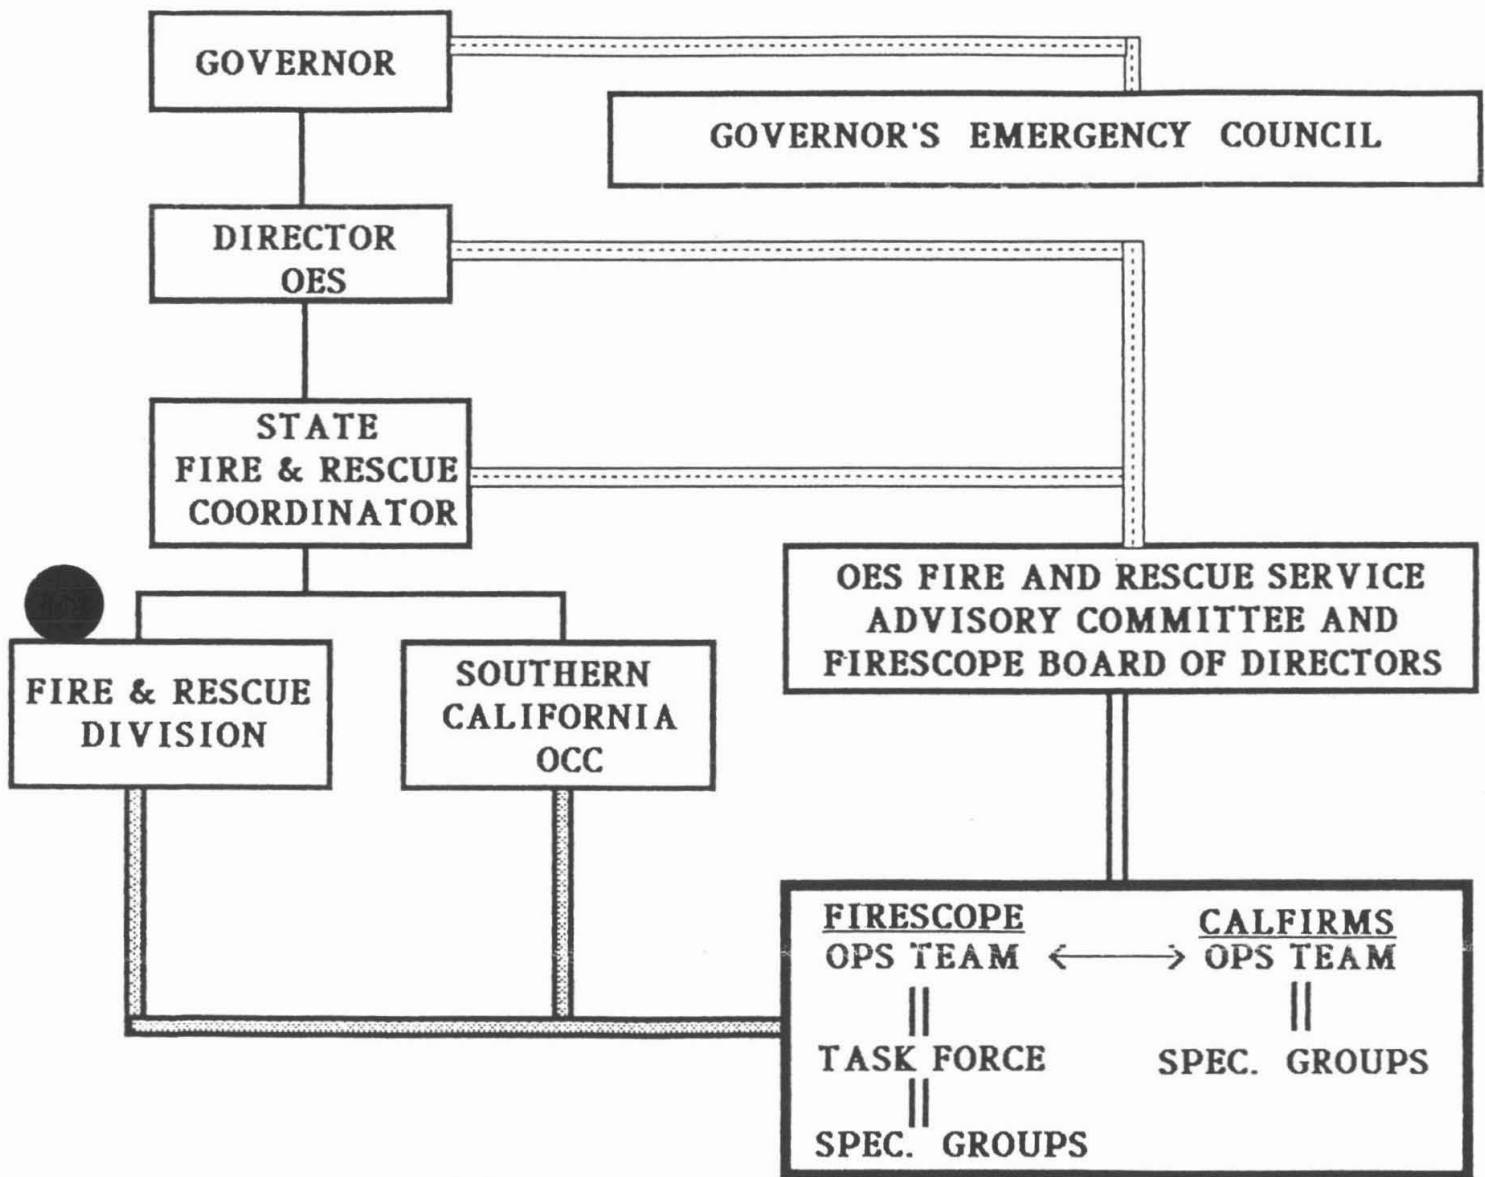 GOVERNOR
GOVERNOR'S EMERGENCY COUNCIL
DIRECTOR
OES
STATE
FIRE & RESCUE
COORDINATOR
FIRE & RESCUE
DIVISION
SOUTHERN
CALIFORNIA
OCC
OES FIRE AND RESCUE SERVICE
ADVISORY COMMITTEE AND
FIRESCOPE BOARD OF DIRECTORS
FIRESCOPE
OPS TEAM
TASK FORCE
SPEC. GROUPS
CALFIRMS
OPS TEAM
SPEC. GROUPS